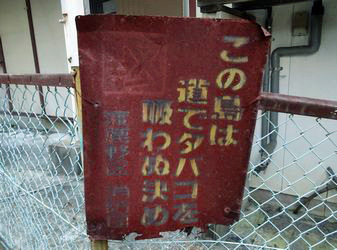 この島は
道でタバコを
吸わぬ決め